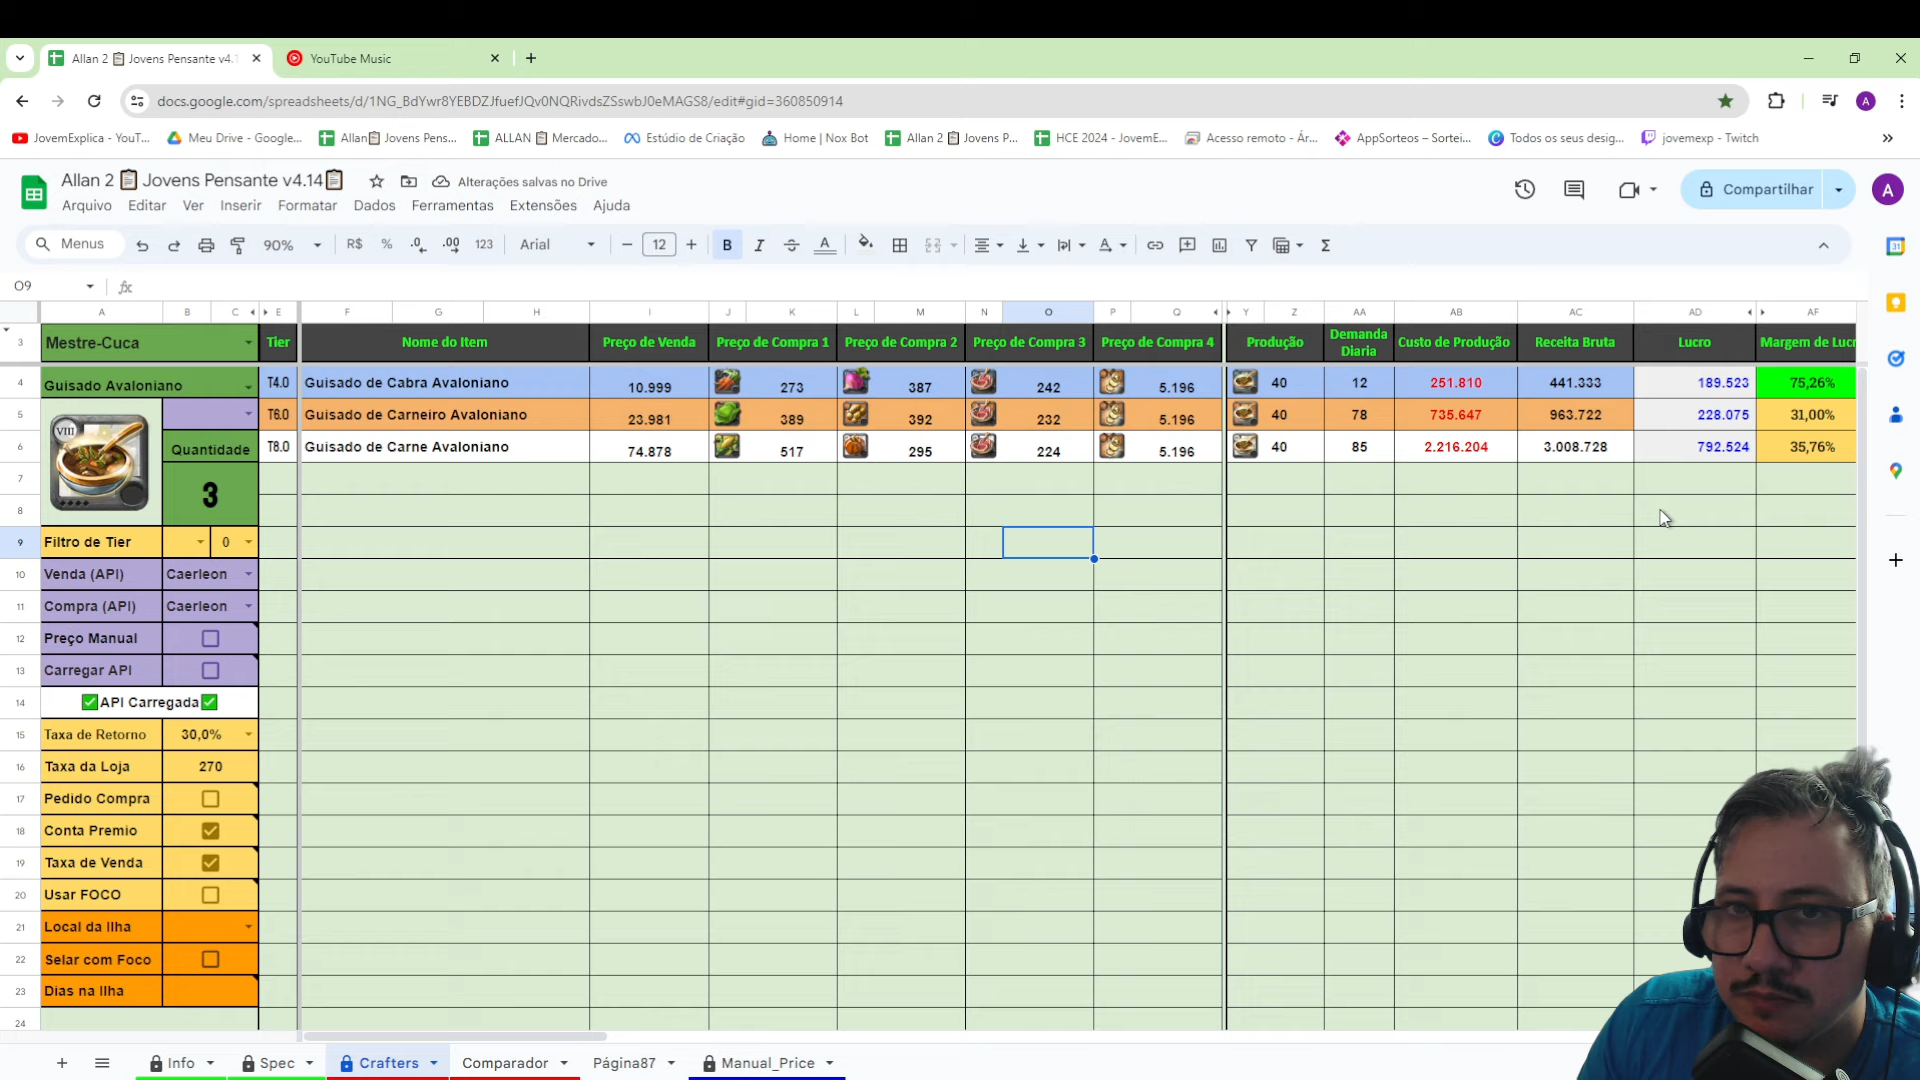 Allan 2 📋 Jovens Pensante v4.1
YouTube Music
docs.google.com/spreadsheets/d/1NG_BdYwr8YEBDZJfuefJQv0NQRivdsZSswbJ0eMAGS8/edit#gid=360850914
A
JovemExplica - YouT...
Meu Drive - Google...
Allan📋 Jovens Pens...
ALLAN 📋 Mercado...
Estúdio de Criação
Home | Nox Bot
Allan 2 📋 Jovens P...
HCE 2024 - JovemE...
Acesso remoto - Ár...
AppSorteos – Sortei...
Todos os seus desig...
jovemexp - Twitch
Allan 2 📋 Jovens Pensante v4.14📋
Alterações salvas no Drive
Compartilhar
A
Arquivo Editar Ver Inserir Formatar Dados Ferramentas Extensões Ajuda
Menus 90% R$ % .0 .00 123 Arial 12 B I A Σ
31
O9 fx
A B C E F G H I J K L M N O P Q Y Z AA AB AC AD AF
3 Mestre-Cuca Tier Nome do Item Preço de Venda Preço de Compra 1 Preço de Compra 2 Preço de Compra 3 Preço de Compra 4 Produção Demanda Diaria Custo de Produção Receita Bruta Lucro Margem de Lucr
4 Guisado Avaloniano T4.0 Guisado de Cabra Avaloniano 10.999 273 387 242 5.196 40 12 251.810 441.333 189.523 75,26%
5 T6.0 Guisado de Carneiro Avaloniano 23.981 389 392 232 5.196 40 78 735.647 963.722 228.075 31,00%
VIII
6 Quantidade T8.0 Guisado de Carne Avaloniano 74.878 517 295 224 5.196 40 85 2.216.204 3.008.728 792.524 35,76%
7
3
8
9 Filtro de Tier 0
10 Venda (API) Caerleon
11 Compra (API) Caerleon
12 Preço Manual
13 Carregar API
14 ✅API Carregada✅
15 Taxa de Retorno 30,0%
16 Taxa da Loja 270
17 Pedido Compra
18 Conta Premio
19 Taxa de Venda
20 Usar FOCO
21 Local da Ilha
22 Selar com Foco
23 Dias na Ilha
24
Info Spec Crafters Comparador Página87 Manual_Price